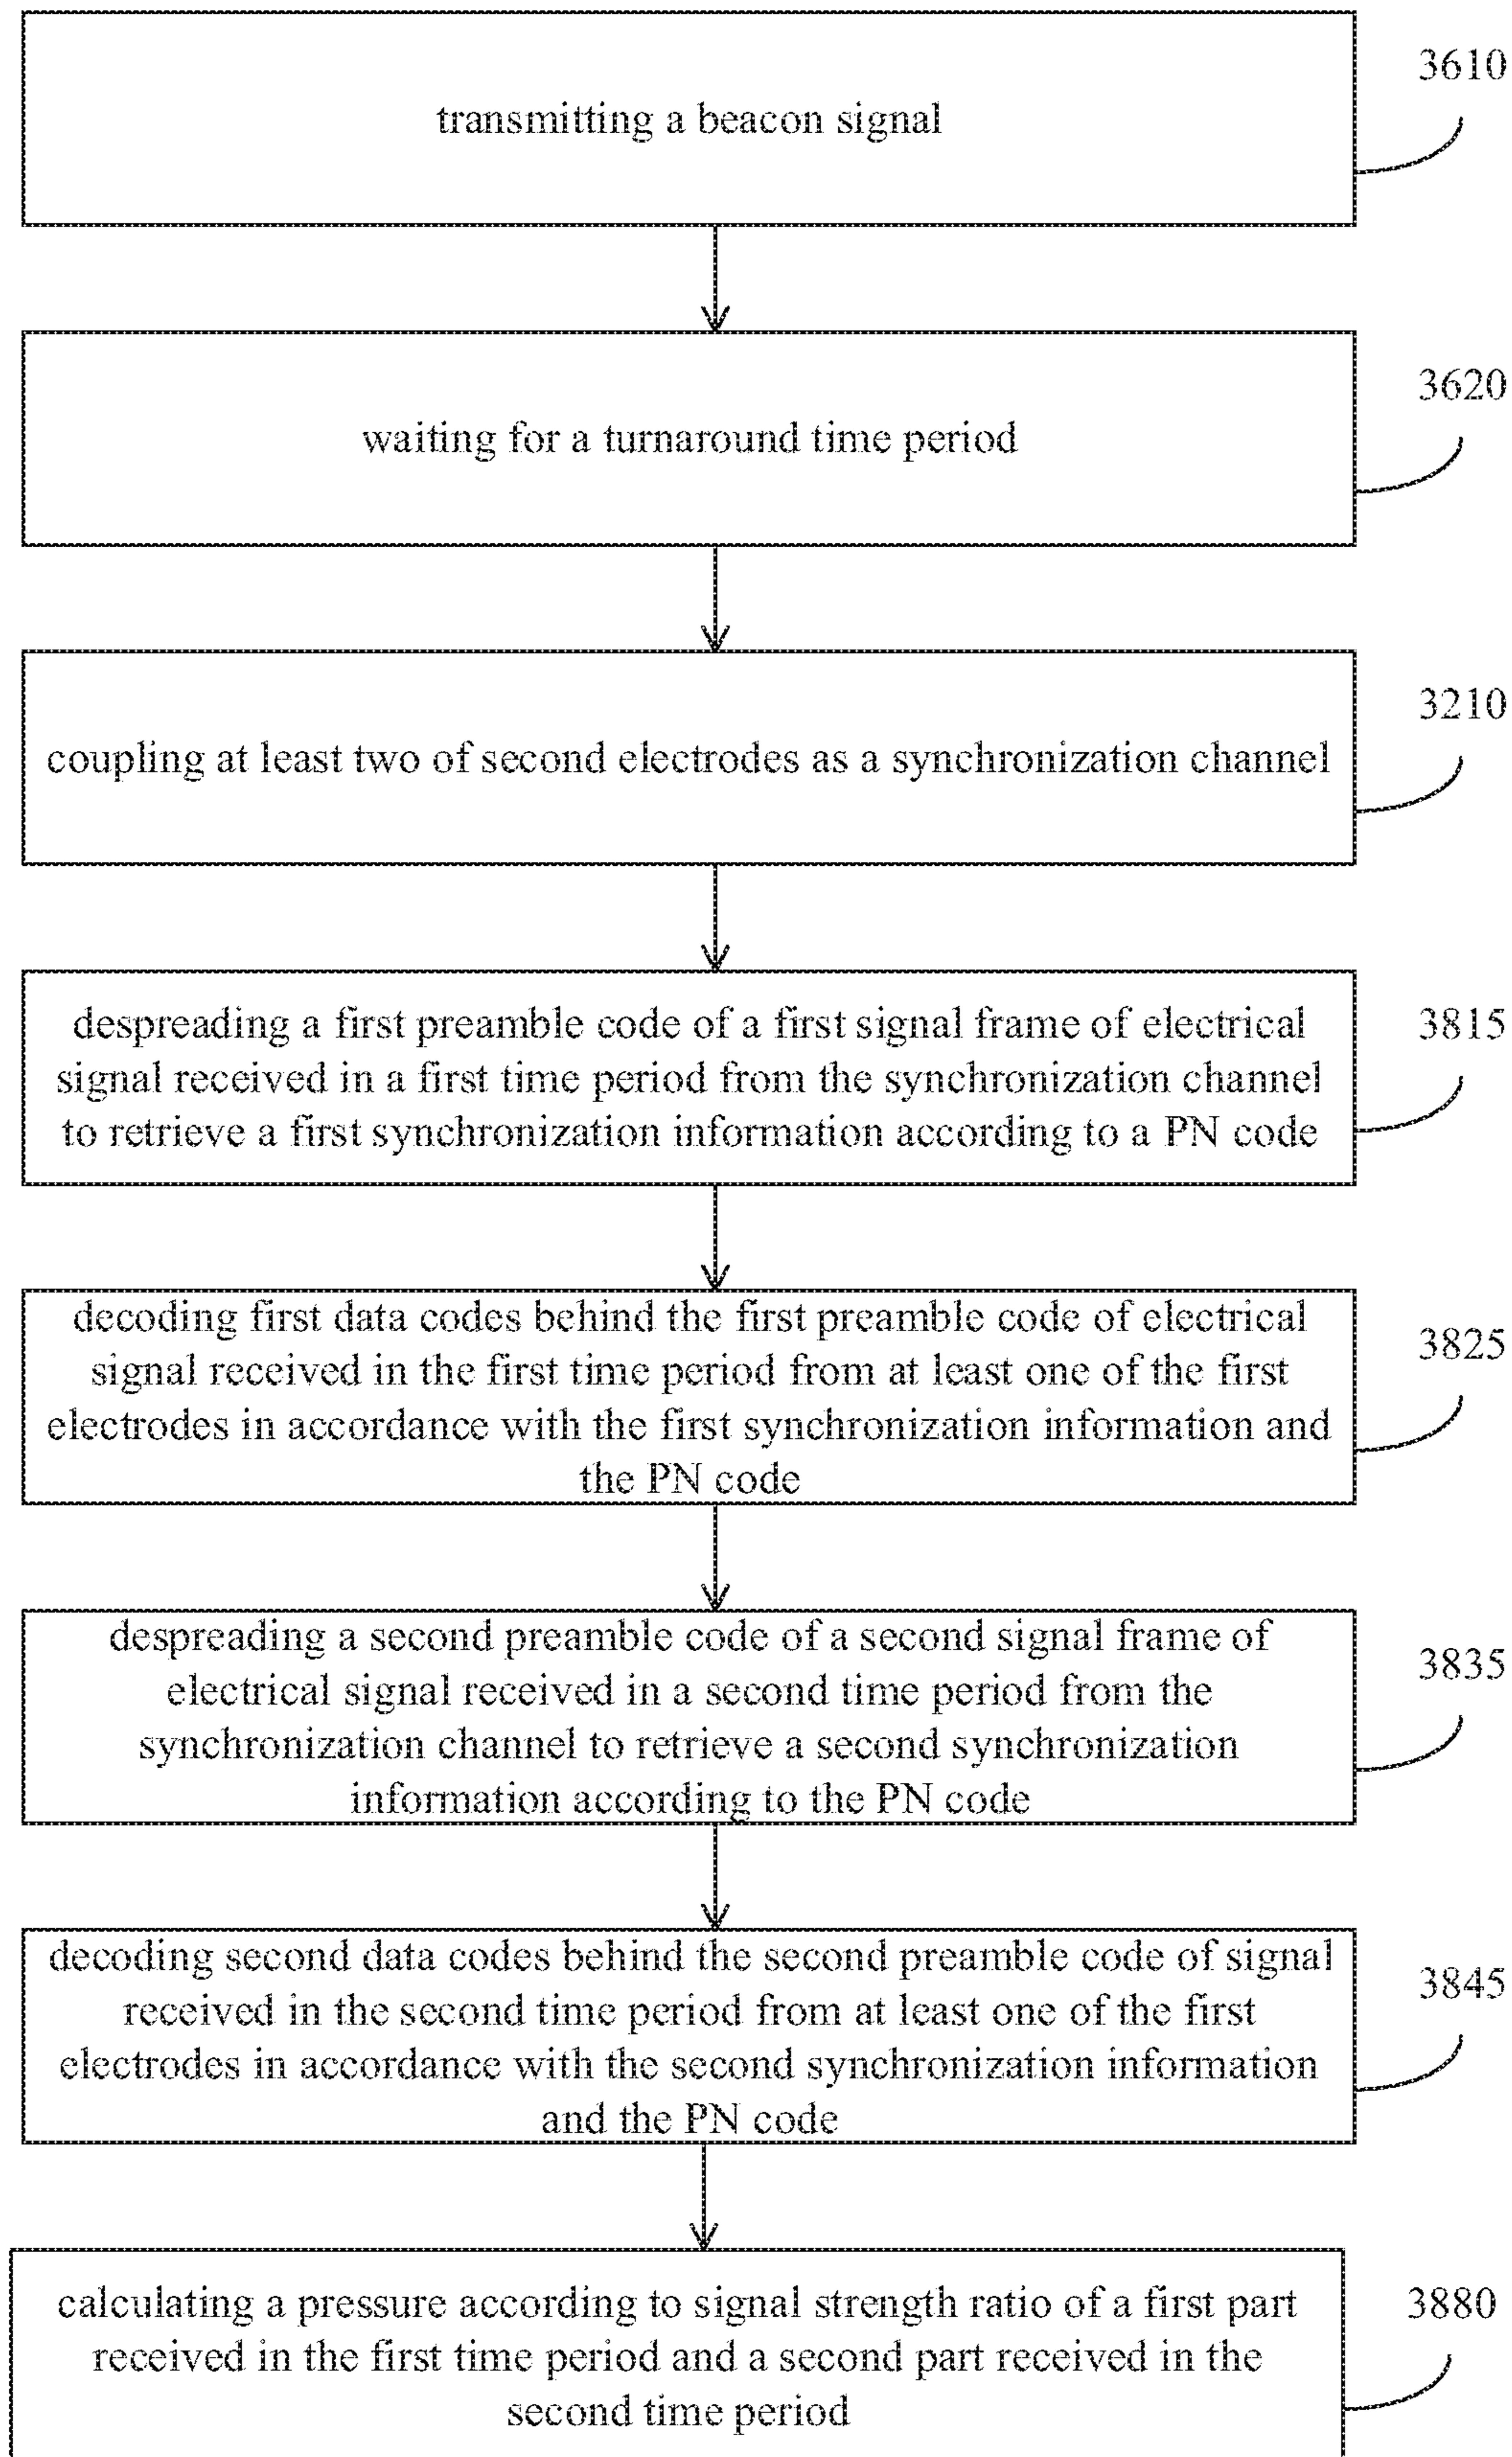 transmitting a beacon signal
3610
waiting for a turnaround time period
3620
coupling at least two of second electrodes as a synchronization channel
3210
despreading a first preamble code of a first signal frame of electrical
signal received in a first time period from the synchronization channel
to retrieve a first synchronization information according to a PN code
3815
decoding first data codes behind the first preamble code of electrical
signal received in the first time period from at least one of the first
electrodes in accordance with the first synchronization information and
the PN code
3825
despreading a second preamble code of a second signal frame of
electrical signal received in a second time period from the
synchronization channel to retrieve a second synchronization
information according to the PN code
3835
decoding second data codes behind the second preamble code of signal
received in the second time period from at least one of the first
electrodes in accordance with the second synchronization information
and the PN code
3845
calculating a pressure according to signal strength ratio of a first part
received in the first time period and a second part received in the
second time period
3880